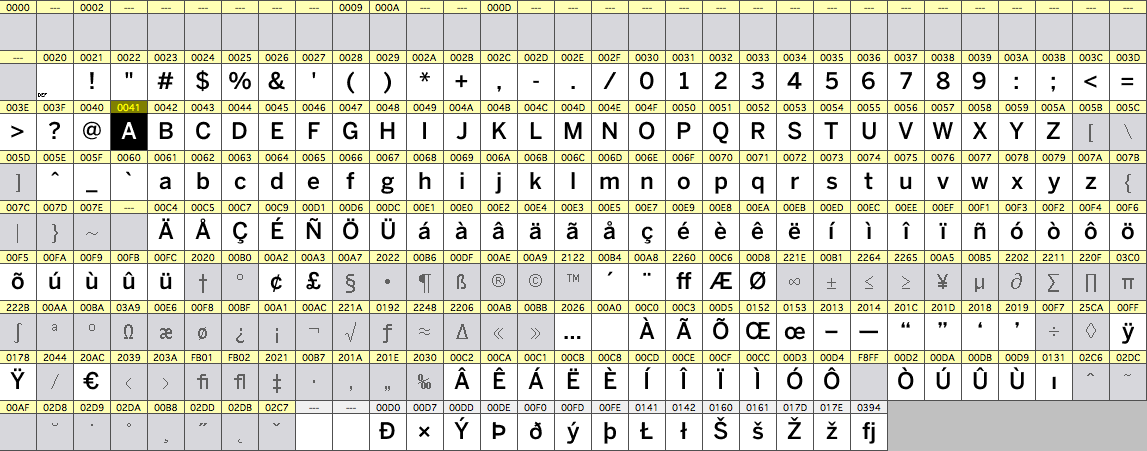 0000 --- 0002 --- --- --- --- --- --- 0009 000A --- --- 000D --- --- --- --- --- --- --- --- --- --- --- --- --- --- --- --- ---
--- 0020 0021 0022 0023 0024 0025 0026 0027 0028 0029 002A 002B 002C 002D 002E 002F 0030 0031 0032 0033 0034 0035 0036 0037 0038 0039 003A 003B 003C 003D
! " # $ % & ' ( ) * + , - . / 0 1 2 3 4 5 6 7 8 9 : ; < =
003E 003F 0040 0041 0042 0043 0044 0045 0046 0047 0048 0049 004A 004B 004C 004D 004E 004F 0050 0051 0052 0053 0054 0055 0056 0057 0058 0059 005A 005B 005C
> ? @ A B C D E F G H I J K L M N O P Q R S T U V W X Y Z [ \
005D 005E 005F 0060 0061 0062 0063 0064 0065 0066 0067 0068 0069 006A 006B 006C 006D 006E 006F 0070 0071 0072 0073 0074 0075 0076 0077 0078 0079 007A 007B
] ˆ _ ` a b c d e f g h i j k l m n o p q r s t u v w x y z {
007C 007D 007E --- 00C4 00C5 00C7 00C9 00D1 00D6 00DC 00E1 00E0 00E2 00E4 00E3 00E5 00E7 00E9 00E8 00EA 00EB 00ED 00EC 00EE 00EF 00F1 00F3 00F2 00F4 00F6
| } ~ Ä Å Ç É Ñ Ö Ü á à â ä ã å ç é è ê ë í ì î ï ñ ó ò ô ö
00F5 00FA 00F9 00FB 00FC 2020 00B0 00A2 00A3 00A7 2022 00B6 00DF 00AE 00A9 2122 00B4 00A8 2260 00C6 00D8 221E 00B1 2264 2265 00A5 00B5 2202 2211 220F 03C0
õ ú ù û ü † ° ¢ £ § • ¶ ß ® © ™ ´ ¨ ff Æ Ø ∞ ± ≤ ≥ ¥ µ ∂ ∑ ∏ π
222B 00AA 00BA 03A9 00E6 00F8 00BF 00A1 00AC 221A 0192 2248 2206 00AB 00BB 2026 00A0 00C0 00C3 00D5 0152 0153 2013 2014 201C 201D 2018 2019 00F7 25CA 00FF
∫ ª º Ω æ ø ¿ ¡ ¬ √ ƒ ≈ ∆ « » … À Ã Õ Œ œ – — “ ” ‘ ’ ÷ ◊ ÿ
0178 2044 20AC 2039 203A FB01 FB02 2021 00B7 201A 201E 2030 00C2 00CA 00C1 00CB 00C8 00CD 00CE 00CF 00CC 00D3 00D4 F8FF 00D2 00DA 00DB 00D9 0131 02C6 02DC
Ÿ ⁄ € ‹ › ﬁ ﬂ ‡ · ‚ „ ‰ Â Ê Á Ë È Í Î Ï Ì Ó Ô Ò Ú Û Ù ı ˆ ˜
00AF 02D8 02D9 02DA 00B8 02DD 02DB 02C7 --- --- 00D0 00D7 00DD 00DE 00F0 00FD 00FE 0141 0142 0160 0161 017D 017E 0394
˘ ˙ ˚ ¸ ˝ ˛ ˇ Ð × Ý Þ ð ý þ Ł ł Š š Ž ž fj